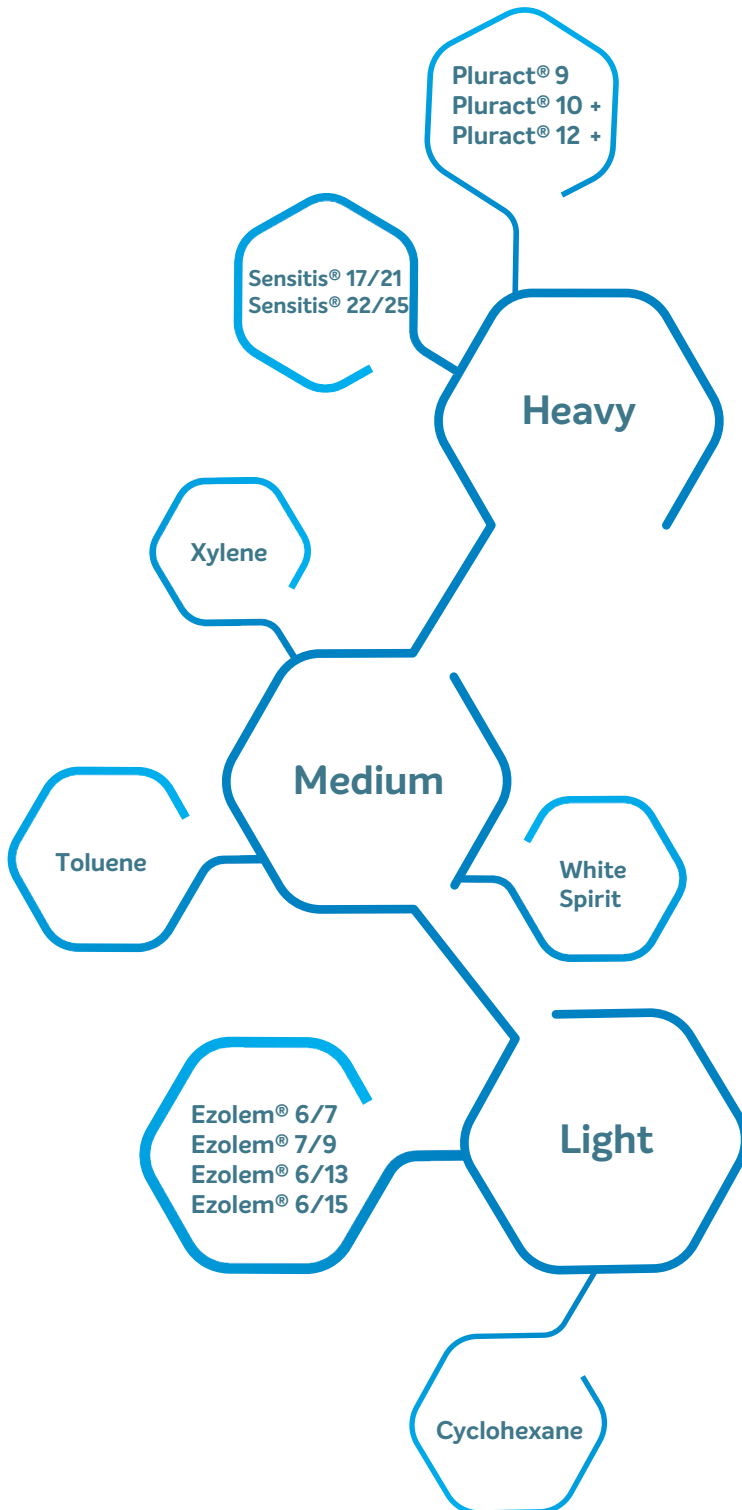 Pluract® 9
Pluract® 10 +
Pluract® 12 +
Sensitis® 17/21
Sensitis® 22/25
Heavy
Xylene
Medium
Toluene
White
Spirit
Ezolem® 6/7
Ezolem® 7/9
Ezolem® 6/13
Ezolem® 6/15
Light
Cyclohexane